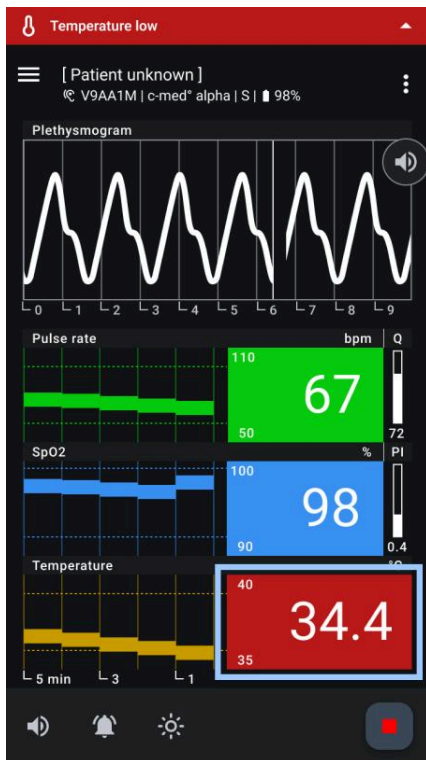 Temperature low
[ Patient unknown ]
V9AA1M | c-med° alpha | S | 98%
Plethysmogram
0 1 2 3 4 5 6 7 8 9
Pulse rate bpm Q
110
67
50 72
SpO2 % PI
100
98
90 0.4
Temperature °C
40
34.4
35
5 min 3 1